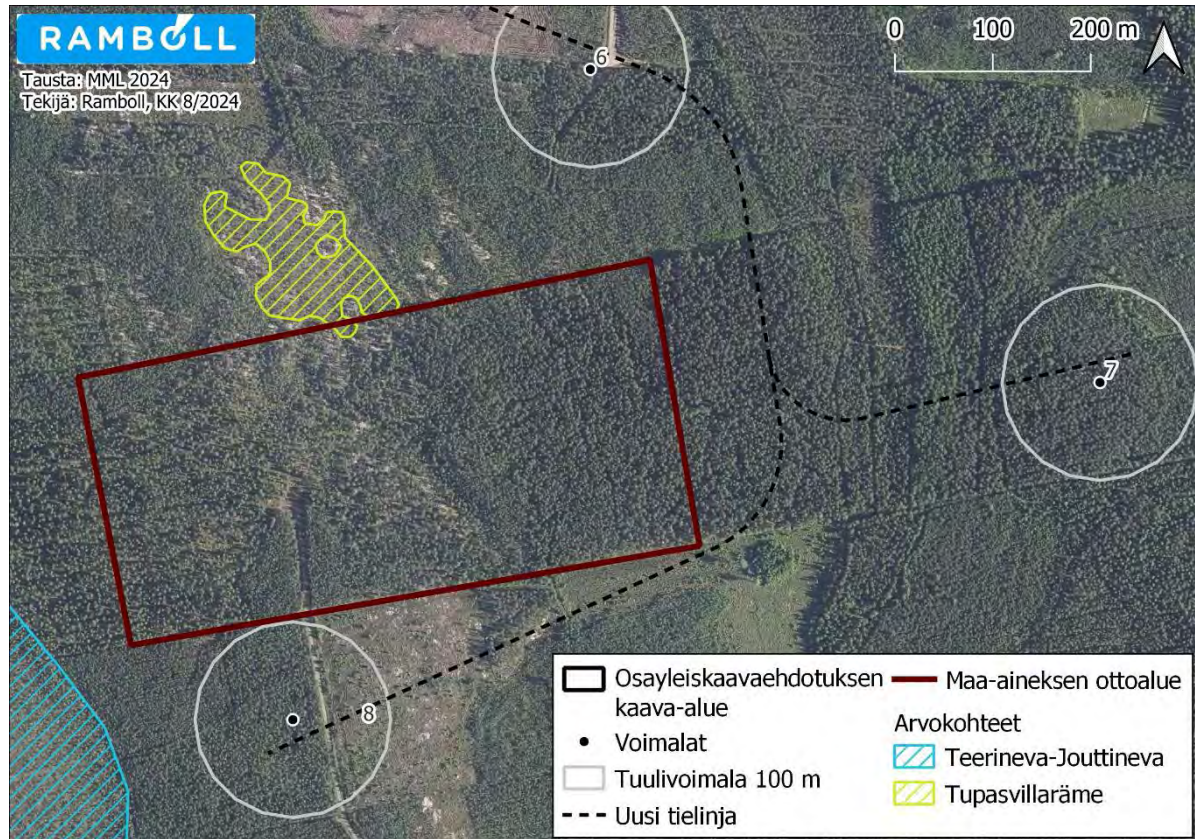 RAMBOLL
Tausta: MML 2024
Tekijä: Ramboll, KK 8/2024
0 100 200 m
6
7
8
Osayleiskaavaehdotuksen
kaava-alue
Voimalat
Tuulivoimala 100 m
Uusi tielinja
Maa-aineksen ottoalue
Arvokohteet
Teerineva-Jouttineva
Tupasvillaräme